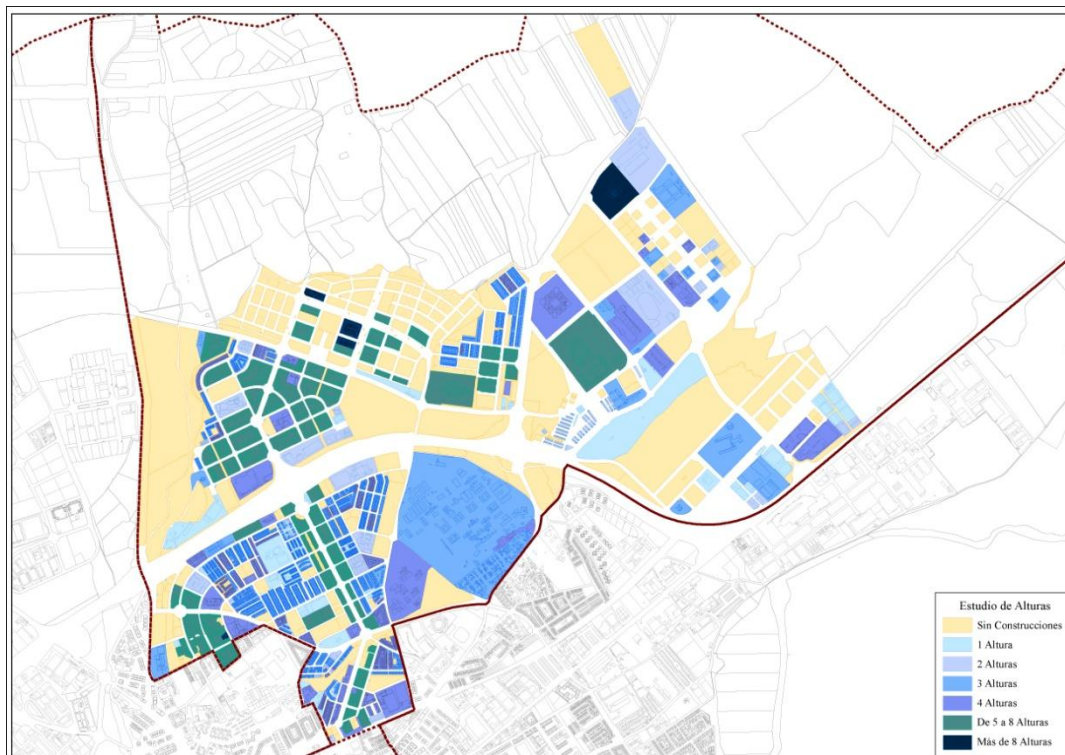 Estudio de Alturas
Sin Construcciones
1 Altura
2 Alturas
3 Alturas
4 Alturas
De 5 a 8 Alturas
Más de 8 Alturas